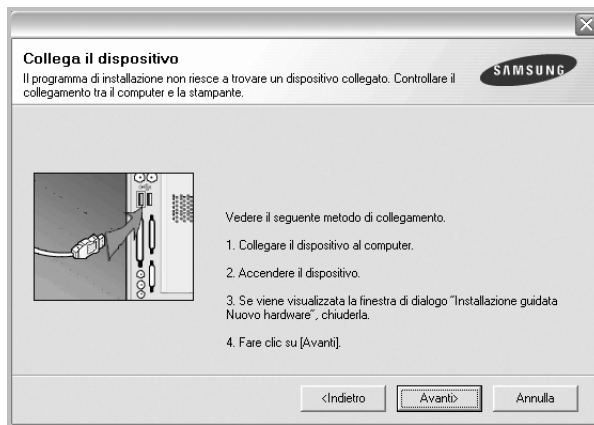 Collega il dispositivo
Il programma di installazione non riesce a trovare un dispositivo collegato. Controllare il
collegamento tra il computer e la stampante.
SAMSUNG
Vedere il seguente metodo di collegamento.
1. Collegare il dispositivo al computer.
2. Accendere il dispositivo.
3. Se viene visualizzata la finestra di dialogo "Installazione guidata
Nuovo hardware", chiuderla.
4. Fare clic su [Avanti].
<Indietro
Avanti>
Annulla